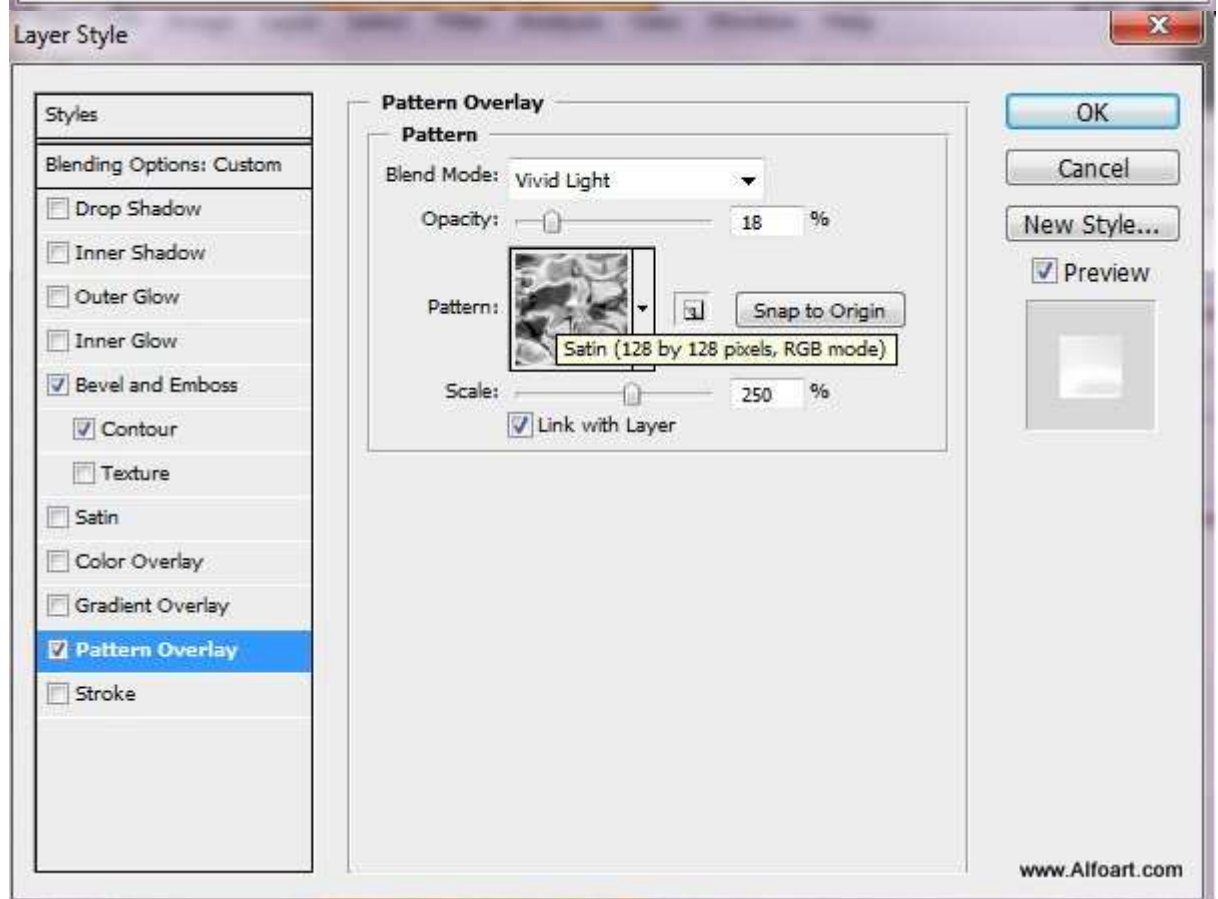 Layer Style
Styles
Blending Options: Custom
Drop Shadow
Inner Shadow
Outer Glow
Inner Glow
Bevel and Emboss
Contour
Texture
Satin
Color Overlay
Gradient Overlay
Pattern Overlay
Stroke
Pattern Overlay
Pattern
Blend Mode: Vivid Light
Opacity: 18 %
Pattern: Snap to Origin
Satin (128 by 128 pixels, RGB mode)
Scale: 250 %
Link with Layer
OK
Cancel
New Style...
Preview
www.Alfoart.com